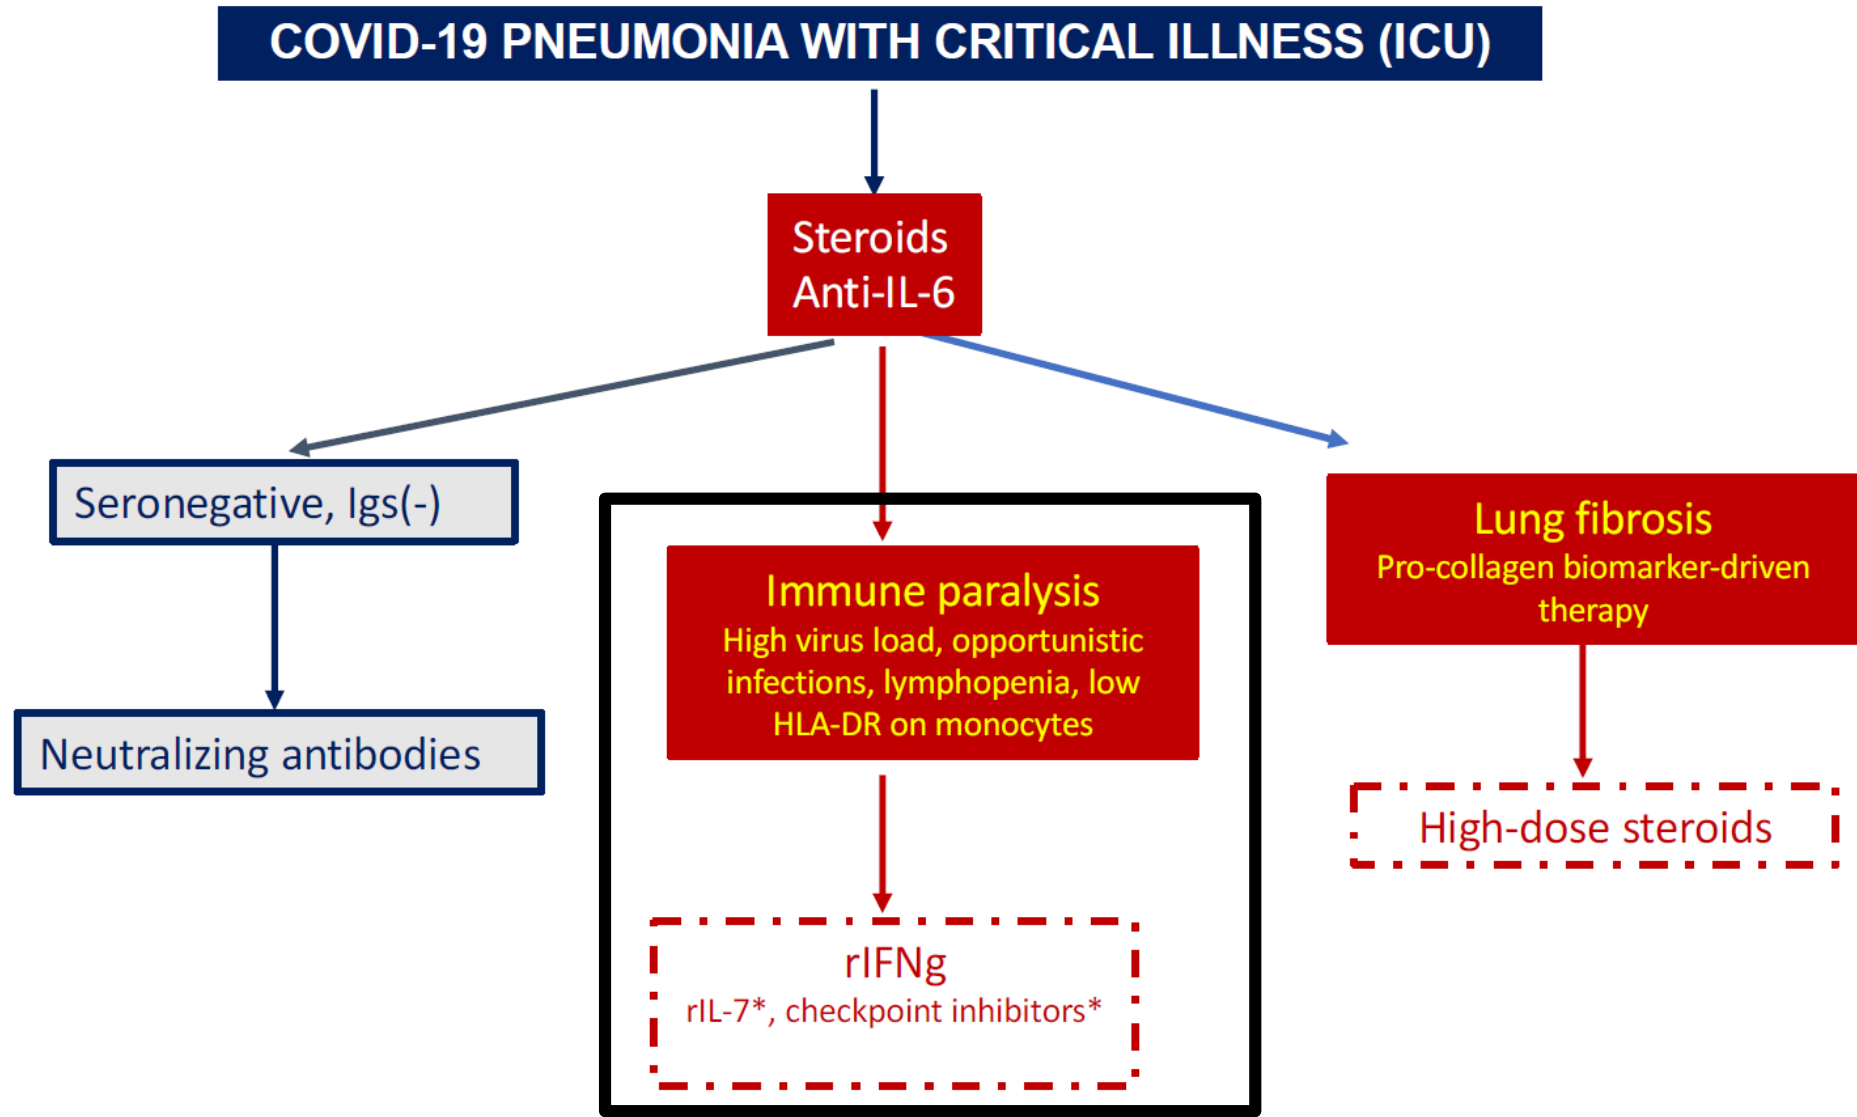 COVID-19 PNEUMONIA WITH CRITICAL ILLNESS (ICU)
Steroids
Anti-IL-6
Seronegative, Igs(-)
Neutralizing antibodies
Immune paralysis
High virus load, opportunistic
infections, lymphopenia, low
HLA-DR on monocytes
rIFNg
rIL-7*, checkpoint inhibitors*
Lung fibrosis
Pro-collagen biomarker-driven
therapy
High-dose steroids